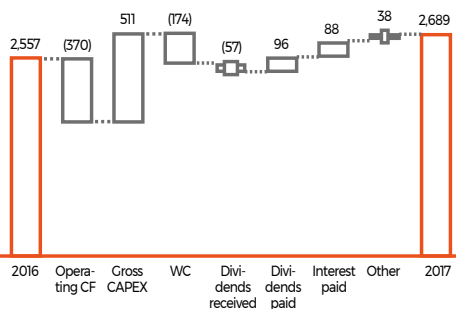 2,557
(370)
511
(174)
(57)
96
88
38
2,689
2016
Opera-
ting CF
Gross
CAPEX
WC
Divi-
dends
received
Divi-
dends
paid
Interest
paid
Other
2017